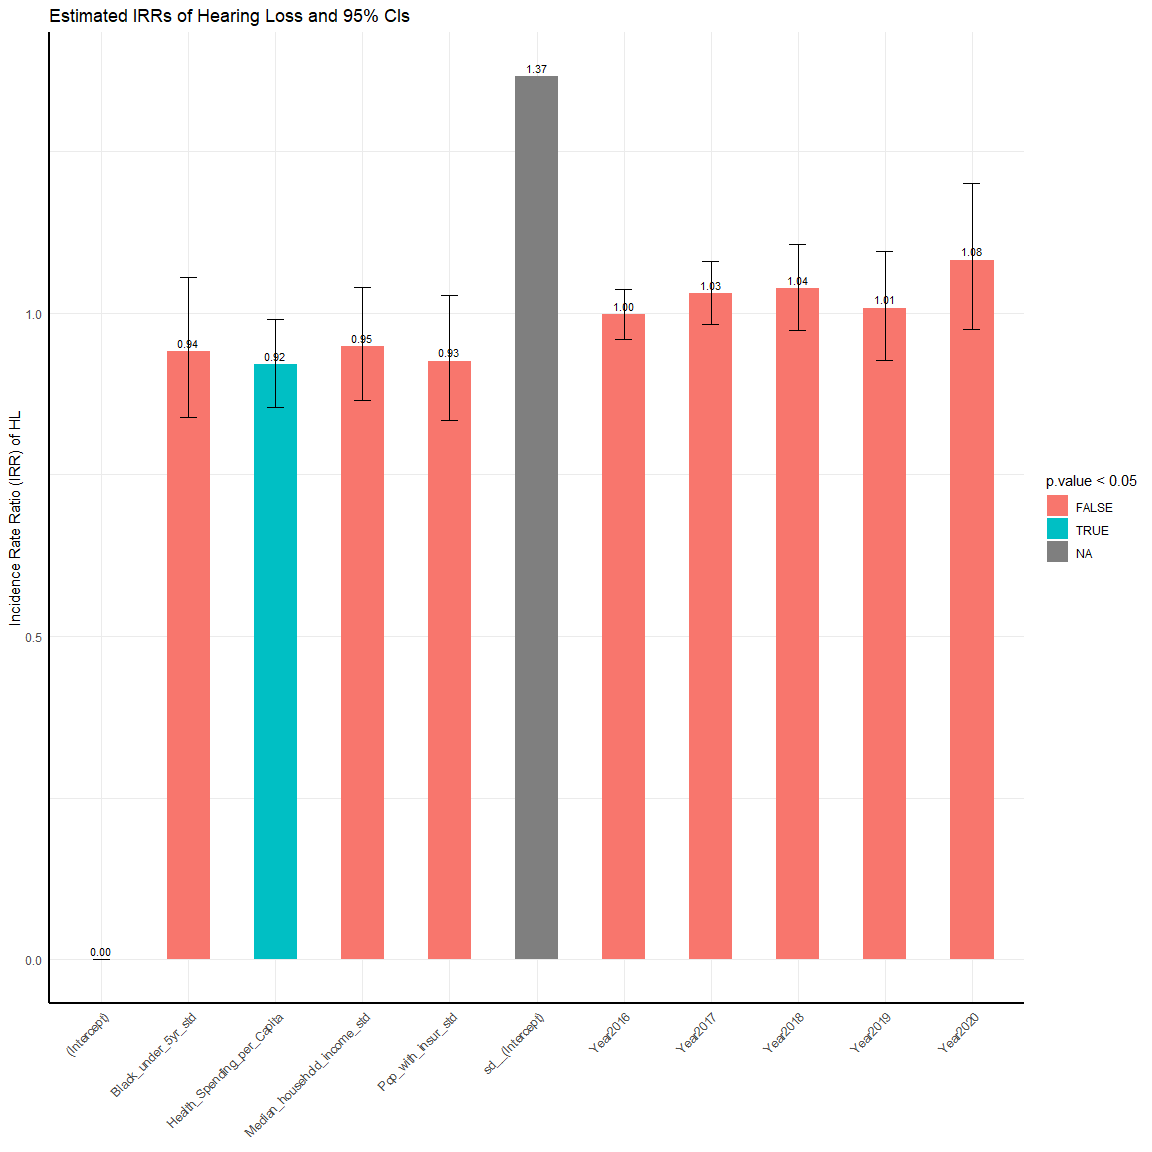 Estimated IRRs of Hearing Loss and 95% CIs
Incidence Rate Ratio (IRR) of HL
1.0
0.5
0.0
0.00
0.94
0.92
0.95
0.93
1.37
1.00
1.03
1.04
1.01
1.08
(Intercept)
Black_under_5yr_std
Health_Spending_per_Capita
Median_household_income_std
Pop_with_insur_std
sd__(Intercept)
Year2016
Year2017
Year2018
Year2019
Year2020
p.value < 0.05
FALSE
TRUE
NA